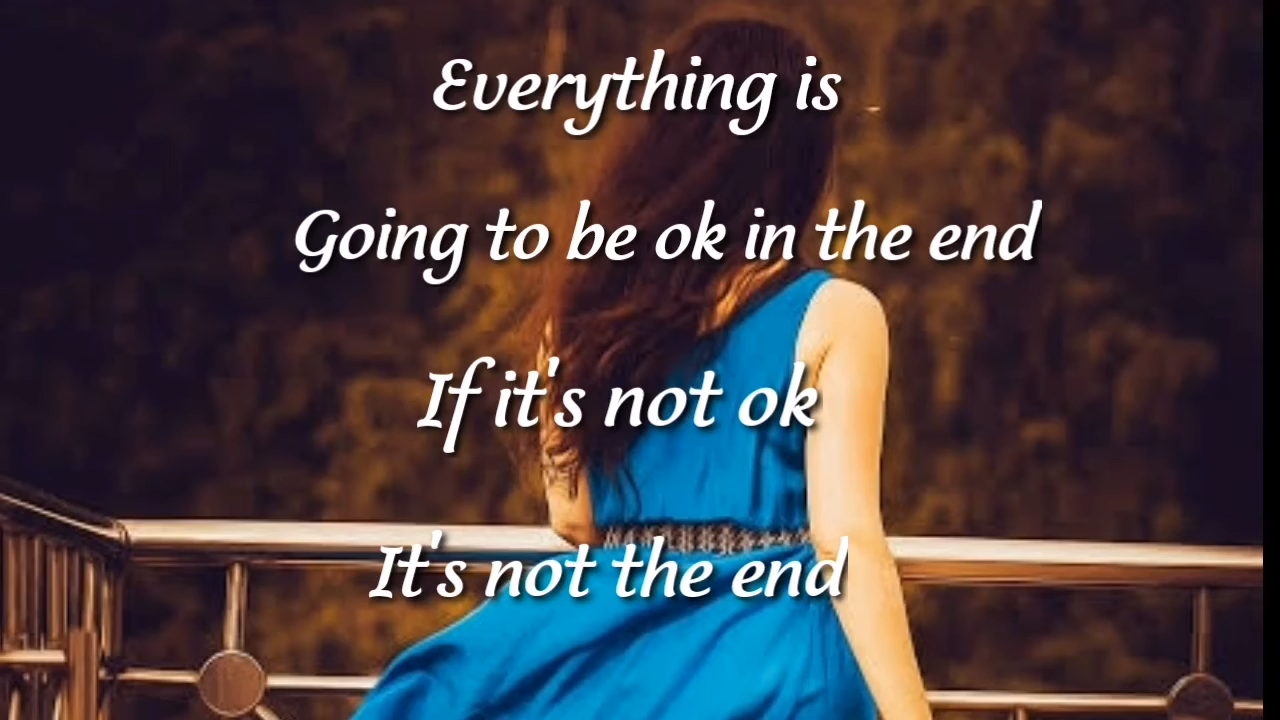 Everything is
Going to be ok in the end
If it's not ok
It's not the end